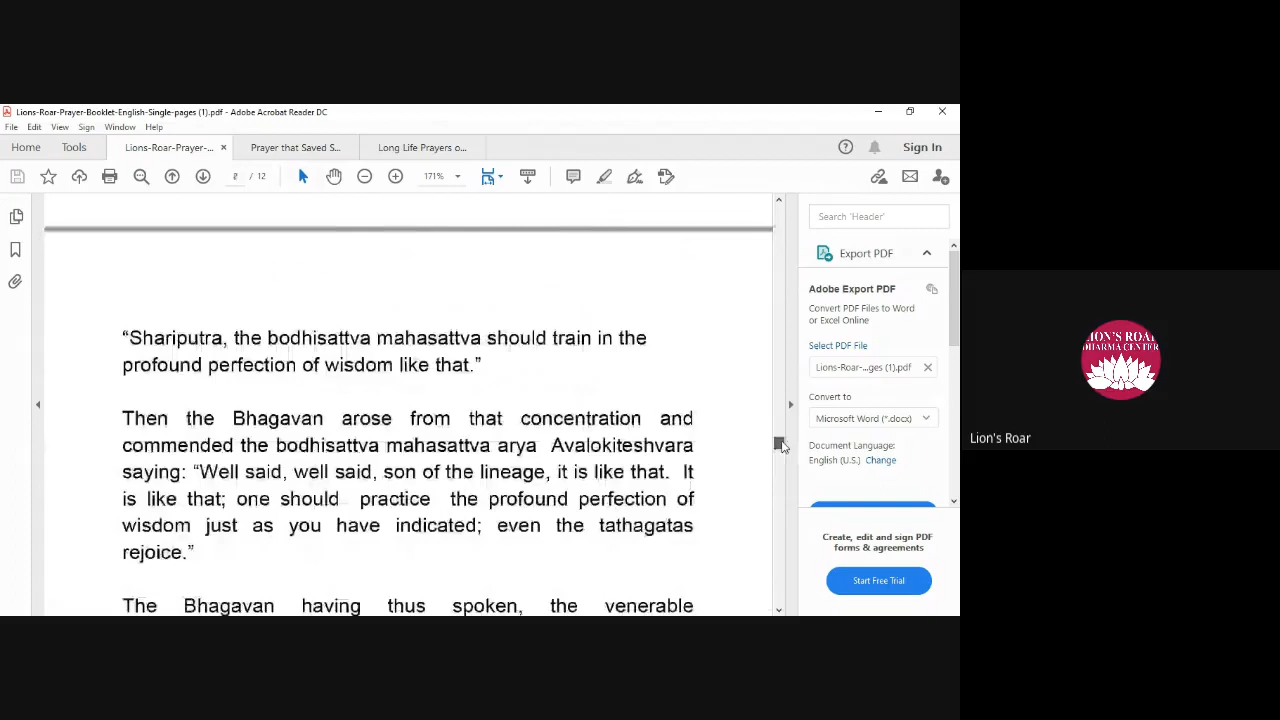 Lions-Roar-Prayer-Booklet-English-Single-pages (1).pdf - Adobe Acrobat Reader DC
File Edit View Sign Window Help
Home Tools Lions-Roar-Prayer-... × Prayer that Saved S... Long Life Prayers o... Sign In
/ 12 171%
Search 'Header'
“Shariputra, the bodhisattva mahasattva should train in the
profound perfection of wisdom like that.”
Then the Bhagavan arose from that concentration and
commended the bodhisattva mahasattva arya Avalokiteshvara
saying: “Well said, well said, son of the lineage, it is like that. It
is like that; one should practice the profound perfection of
wisdom just as you have indicated; even the tathagatas
rejoice.”
The Bhagavan having thus spoken, the venerable
Export PDF
Adobe Export PDF
Convert PDF Files to Word
or Excel Online
Select PDF File
Lions-Roar-...ges (1).pdf
Convert to
Microsoft Word (*.docx)
Document Language:
English (U.S.) Change
Create, edit and sign PDF
forms & agreements
Start Free Trial
LION'S ROAR
DHARMA CENTER
Lion's Roar